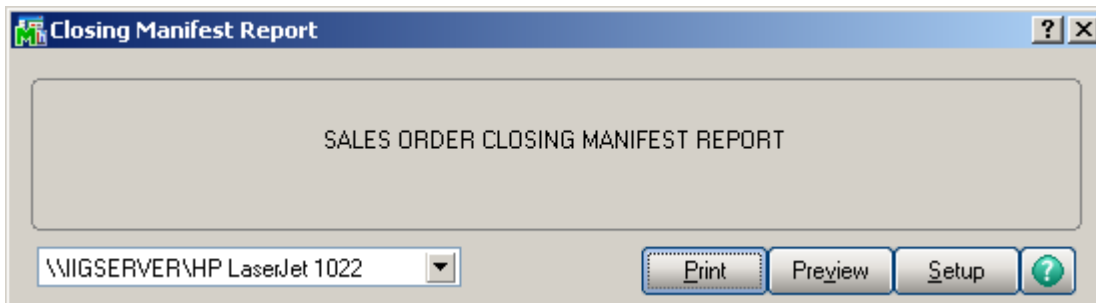 Closing Manifest Report
SALES ORDER CLOSING MANIFEST REPORT
\\IIGSERVER\HP LaserJet 1022
Print Preview Setup